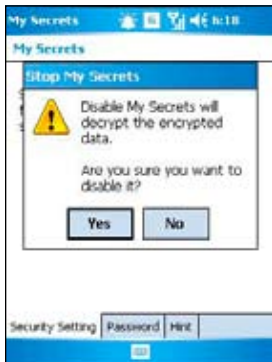 My Secrets 6:18
My Secrets
Stop My Secrets
Disable My Secrets will
decrypt the encrypted
data.
Are you sure you want to
disable it?
Yes No
Security Setting Password Hint